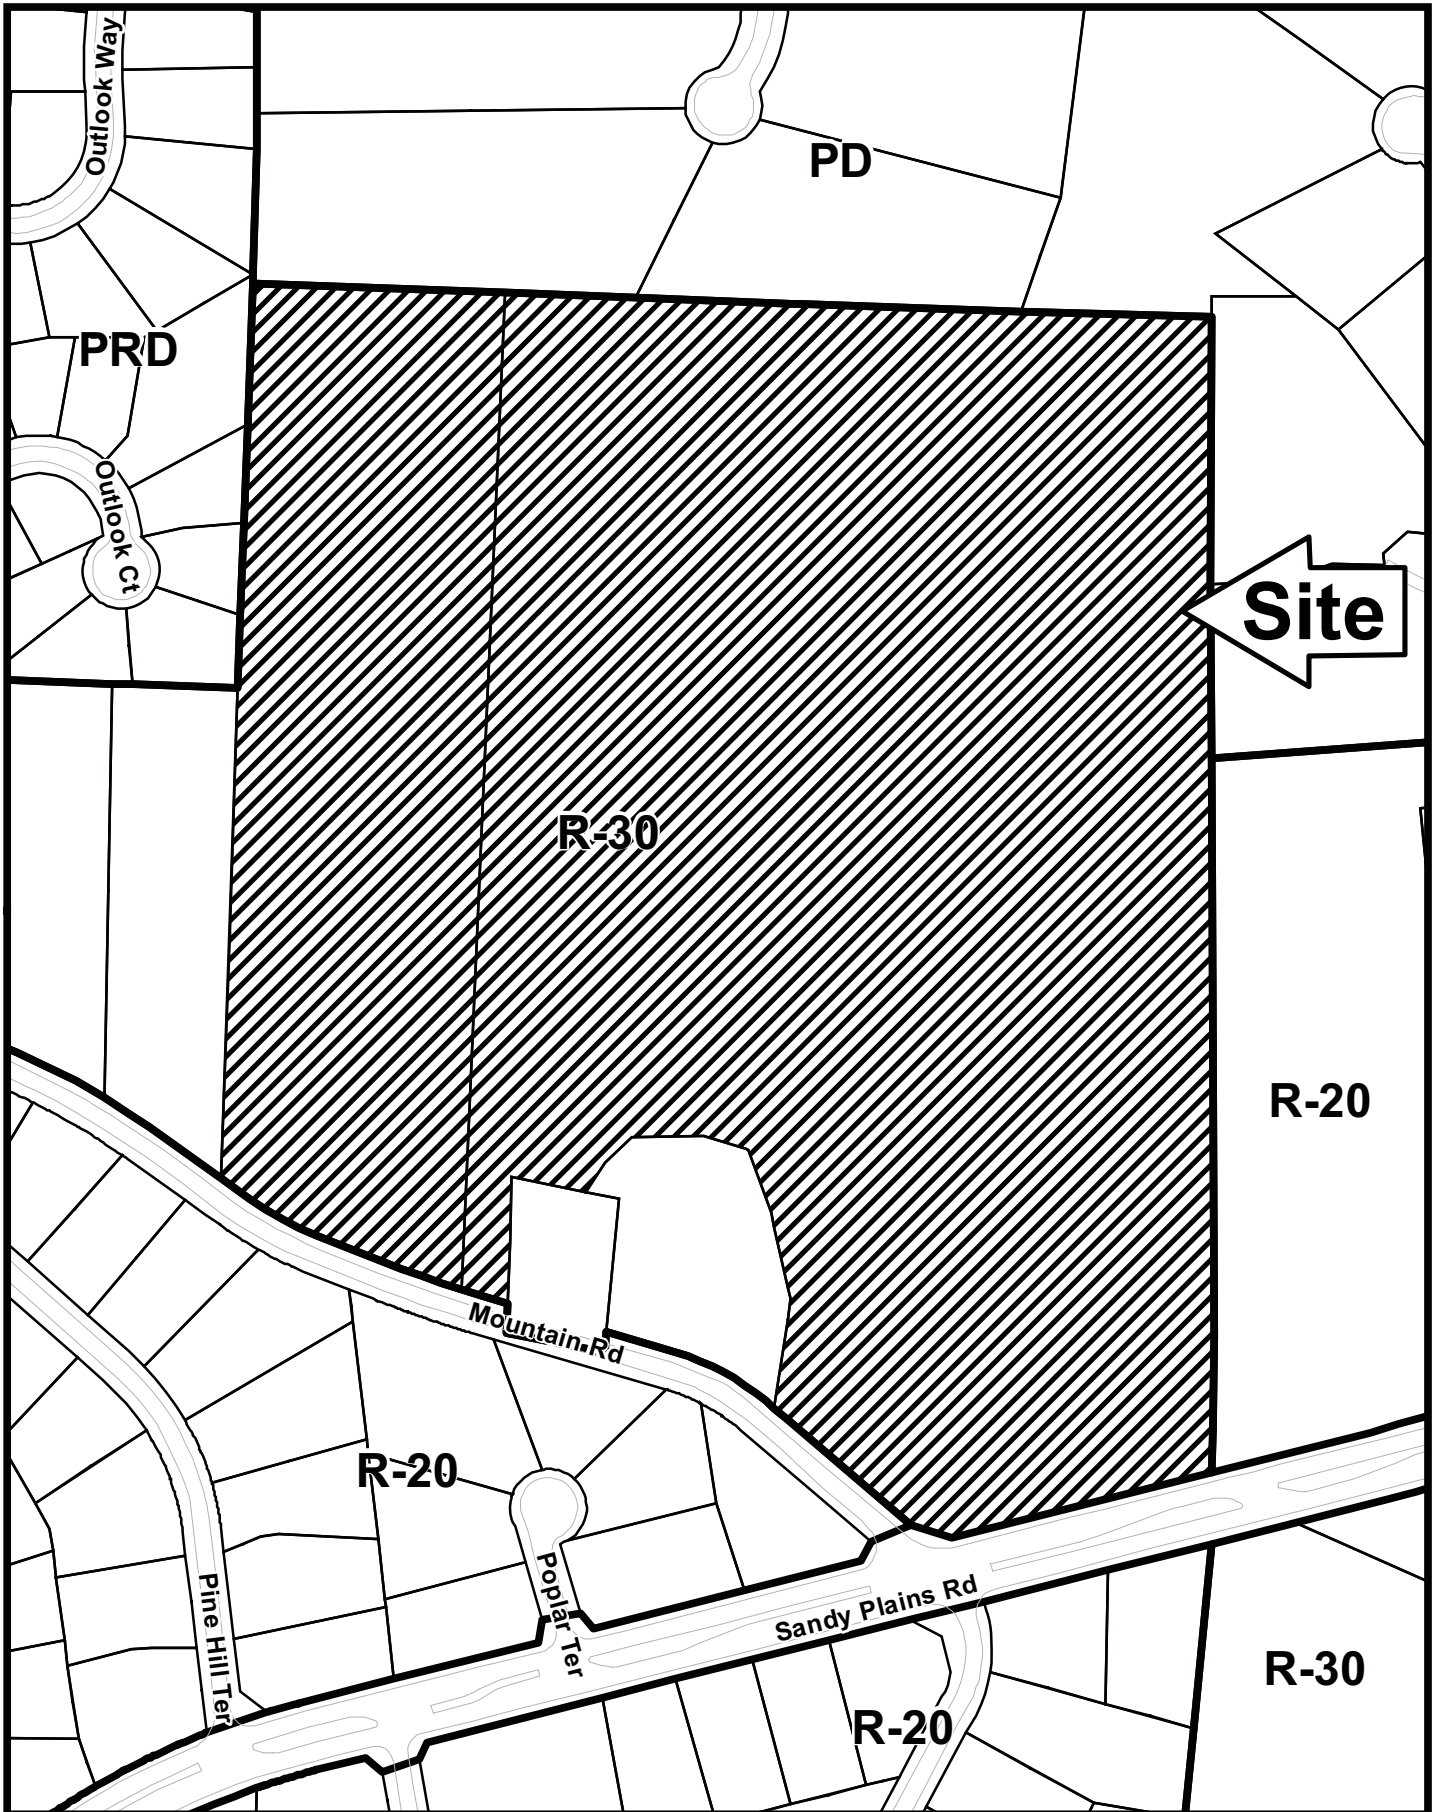 Outlook Way
PD
PRD
Outlook Ct
Site
R-30
R-20
Mountain Rd
R-20
Poplar Ter
Sandy Plains Rd
Pine Hill Ter
R-30
R-20